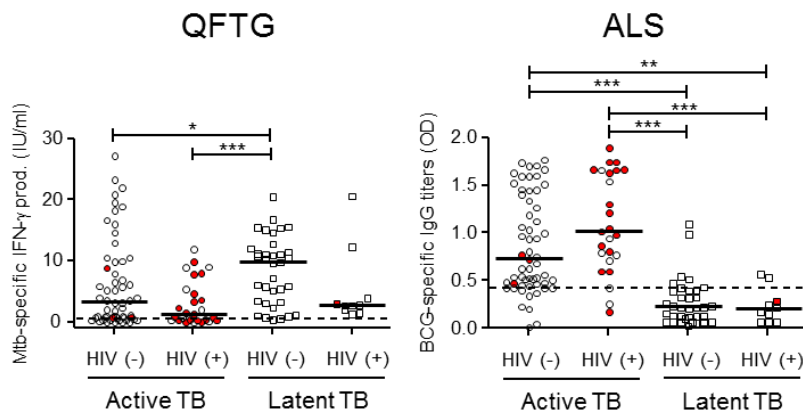 QFTG
ALS
**
***
*
***
***
***
Mtb-specific IFN-γ prod. (IU/ml)
30
20
10
0
BCG-specific IgG titers (OD)
2.0
1.5
1.0
0.5
0.0
HIV (-) HIV (+) HIV (-) HIV (+)
Active TB Latent TB
HIV (-) HIV (+) HIV (-) HIV (+)
Active TB Latent TB